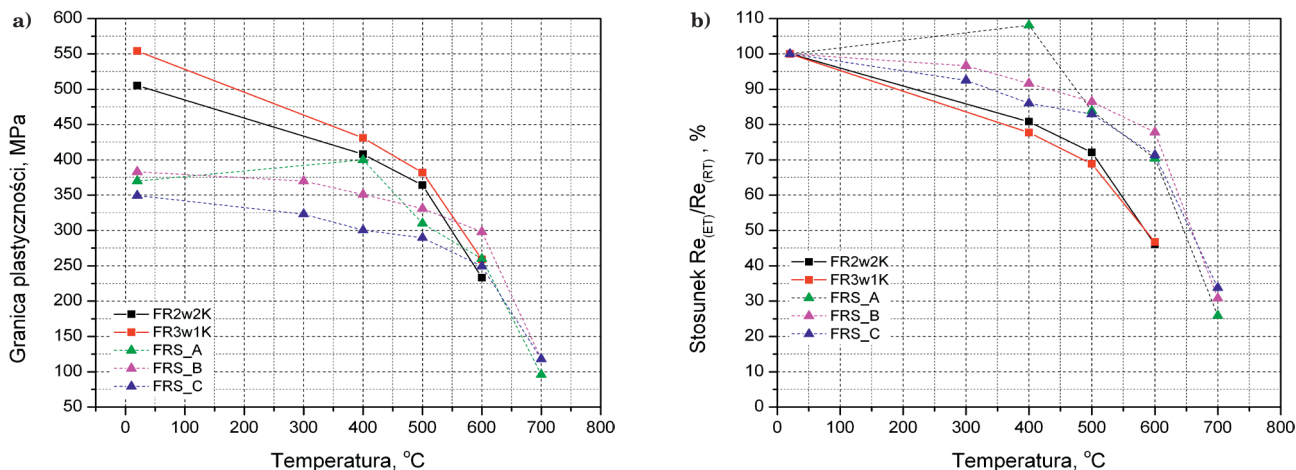 a)
Granica plastyczności, MPa
600
550
500
450
400
350
300
250
200
150
100
50
FR2w2K
FR3w1K
FRS_A
FRS_B
FRS_C
0 100 200 300 400 500 600 700 800
Temperatura, °C
b)
Stosunek Re(ET)/Re(RT) , %
110
100
90
80
70
60
50
40
30
20
10
0
FR2w2K
FR3w1K
FRS_A
FRS_B
FRS_C
0 100 200 300 400 500 600 700 800
Temperatura, °C